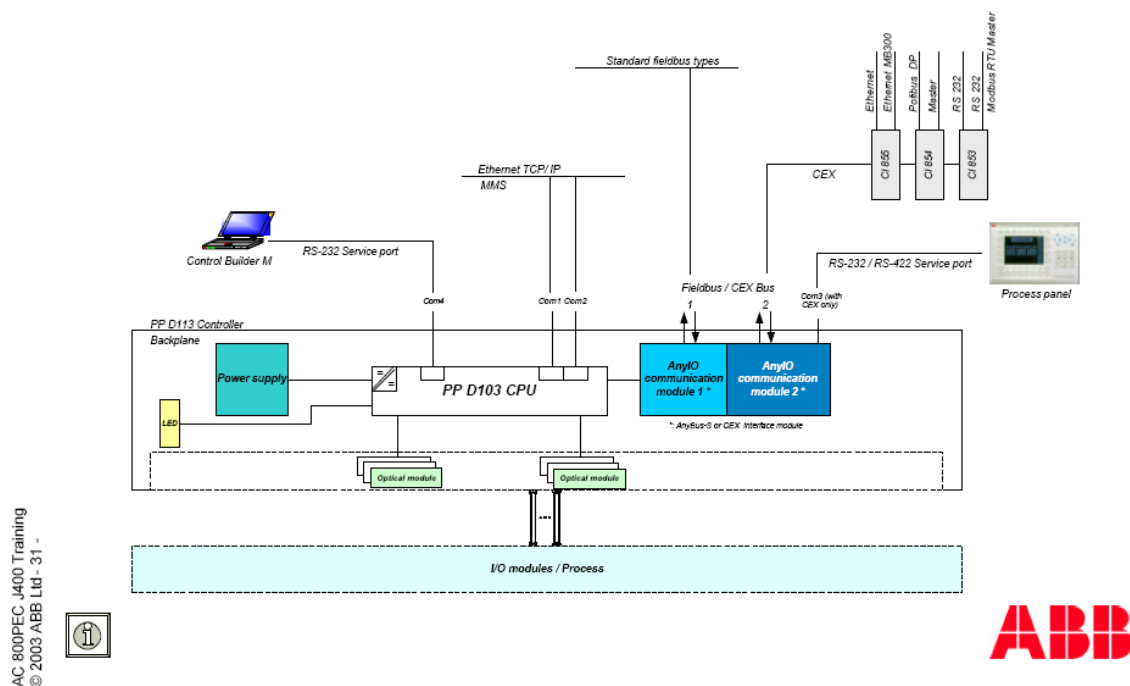 Standard fieldbus types
Ethernet
Ethernet MB300
Pofibus DP
Master
RS 232
RS 232
Modbus RTU Master
CI 855
CI 854
CI 853
CEX
Ethernet TCP/ IP
MMS
Control Builder M
RS-232 Service port
RS-232 / RS-422 Service port
Process panel
Com4
Com1 Com2
Fieldbus / CEX Bus
1
2
Com3 (with
CEX only)
PP D113 Controller
Backplane
Power supply
=
=
PP D103 CPU
AnyIO
communication
module 1 *
AnyIO
communication
module 2 *
LED
*: AnyBus-S or CEX Interface module
Optical module
Optical module
I/O modules / Process
AC 800PEC J400 Training
© 2003 ABB Ltd - 31 -
i
ABB